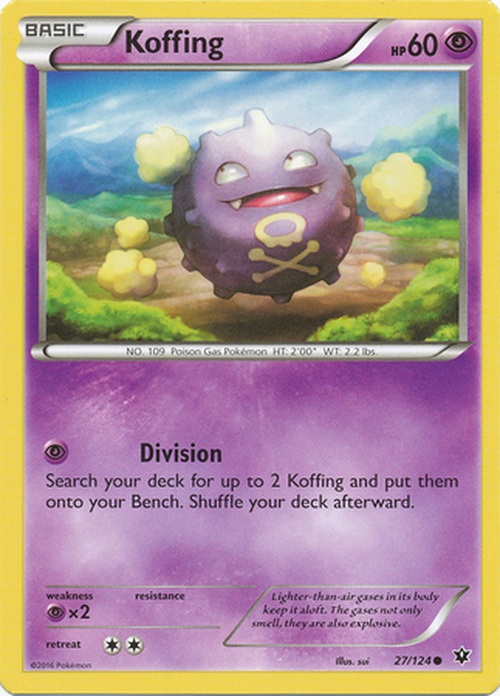 BASIC
Koffing
HP60
NO. 109 Poison Gas Pokémon HT: 2'00" WT: 2.2 lbs.
Division
Search your deck for up to 2 Koffing and put them
onto your Bench. Shuffle your deck afterward.
weakness resistance
×2
Lighter-than-air gases in its body
keep it aloft. The gases not only
smell, they are also explosive.
retreat
©2016 Pokémon
Illus. sui
27/124